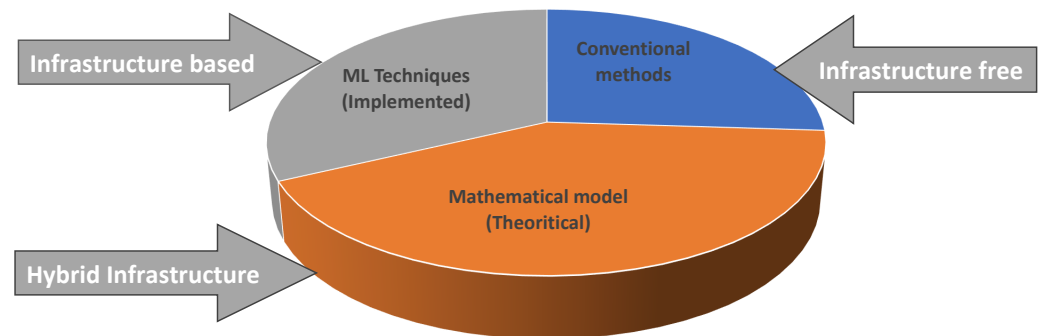 Infrastructure based
ML Techniques
(Implemented)
Conventional
methods
Infrastructure free
Mathematical model
(Theoritical)
Hybrid Infrastructure